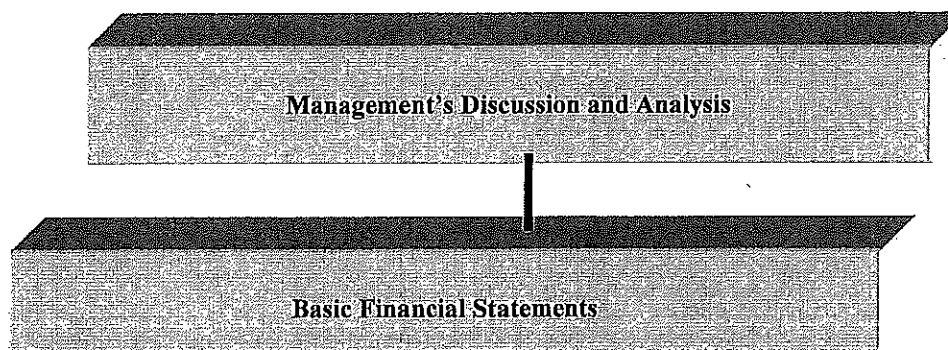 Management's Discussion and Analysis
Basic Financial Statements